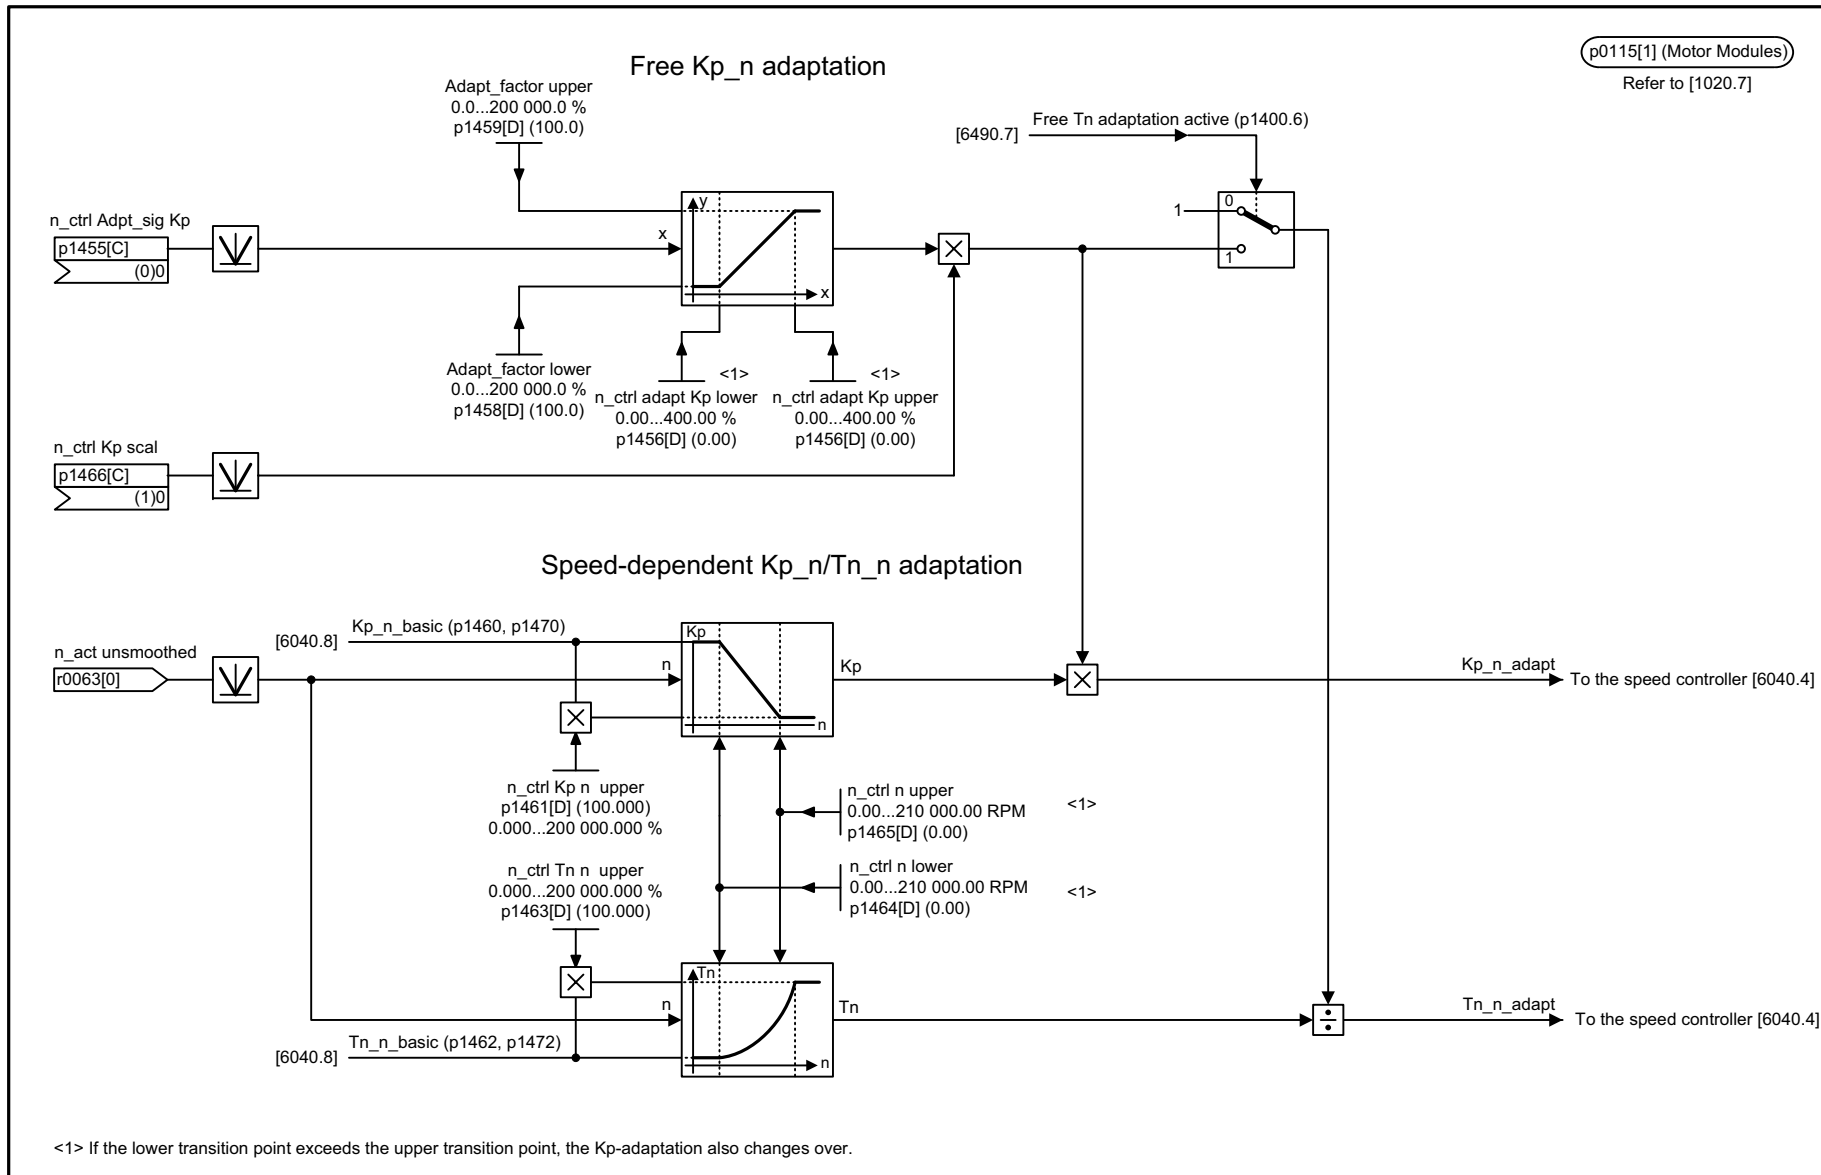 p0115[1] (Motor Modules)
Refer to [1020.7]
Free Kp_n adaptation
Adapt_factor upper
0.0...200 000.0 %
p1459[D] (100.0)
[6490.7]
Free Tn adaptation active (p1400.6)
n_ctrl Adpt_sig Kp
p1455[C]
(0)0
x
y
x
1
0
1
Adapt_factor lower
0.0...200 000.0 %
p1458[D] (100.0)
<1>
n_ctrl adapt Kp lower
0.00...400.00 %
p1456[D] (0.00)
<1>
n_ctrl adapt Kp upper
0.00...400.00 %
p1456[D] (0.00)
n_ctrl Kp scal
p1466[C]
(1)0
Speed-dependent Kp_n/Tn_n adaptation
[6040.8]
Kp_n_basic (p1460, p1470)
n_act unsmoothed
r0063[0]
n
Kp
n
Kp
Kp_n_adapt
To the speed controller [6040.4]
n_ctrl Kp n upper
p1461[D] (100.000)
0.000...200 000.000 %
n_ctrl n upper
0.00...210 000.00 RPM
p1465[D] (0.00)
<1>
n_ctrl Tn n upper
0.000...200 000.000 %
p1463[D] (100.000)
n_ctrl n lower
0.00...210 000.00 RPM
p1464[D] (0.00)
<1>
n
Tn
n
Tn
Tn_n_adapt
To the speed controller [6040.4]
[6040.8]
Tn_n_basic (p1462, p1472)
<1> If the lower transition point exceeds the upper transition point, the Kp-adaptation also changes over.